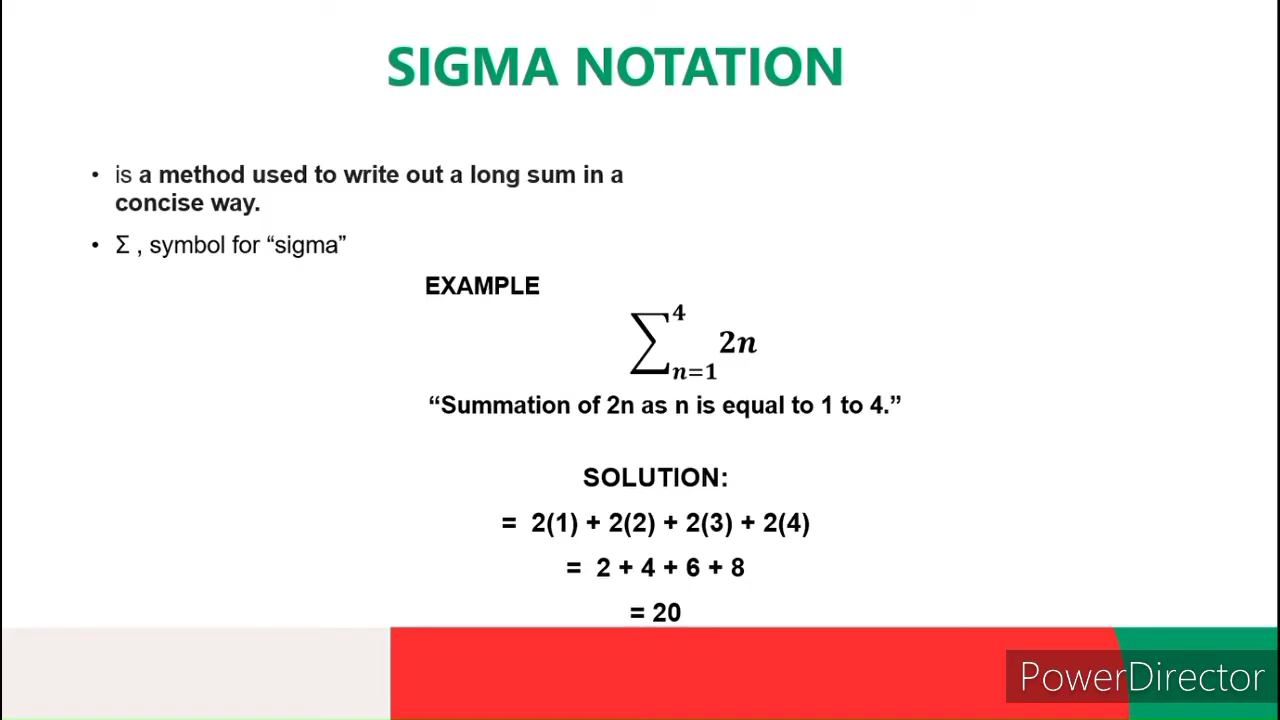 SIGMA NOTATION
• is a method used to write out a long sum in a
concise way.
• Σ , symbol for “sigma”
EXAMPLE
∑_{n=1}^{4} 2n
“Summation of 2n as n is equal to 1 to 4.”
SOLUTION:
= 2(1) + 2(2) + 2(3) + 2(4)
= 2 + 4 + 6 + 8
= 20
PowerDirector